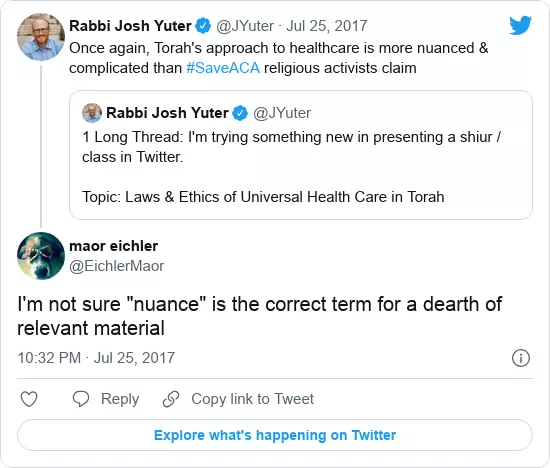 Rabbi Josh Yuter @JYuter · Jul 25, 2017
Once again, Torah's approach to healthcare is more nuanced &
complicated than #SaveACA religious activists claim
Rabbi Josh Yuter @JYuter
1 Long Thread: I'm trying something new in presenting a shiur /
class in Twitter.
Topic: Laws & Ethics of Universal Health Care in Torah
maor eichler
@EichlerMaor
I'm not sure "nuance" is the correct term for a dearth of
relevant material
10:32 PM · Jul 25, 2017
Reply Copy link to Tweet
Explore what's happening on Twitter